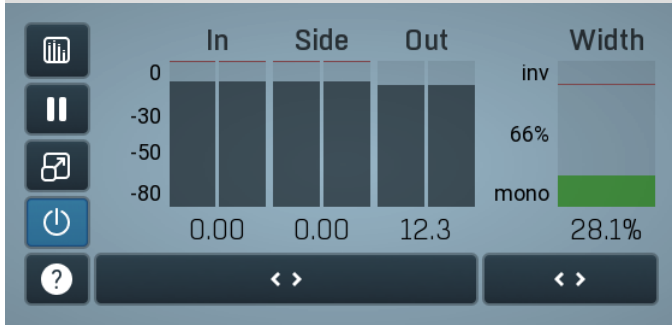 In Side Out Width
0 inv
-30
66%
-50
-80 mono
0.00 0.00 12.3 28.1%
?
< > < >